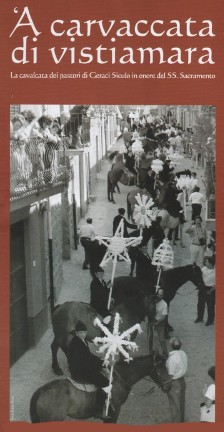 'A carvaccata
di vistiamara
La cavalcata dei pastori di Geraci Siculo in onore del SS. Sacramento